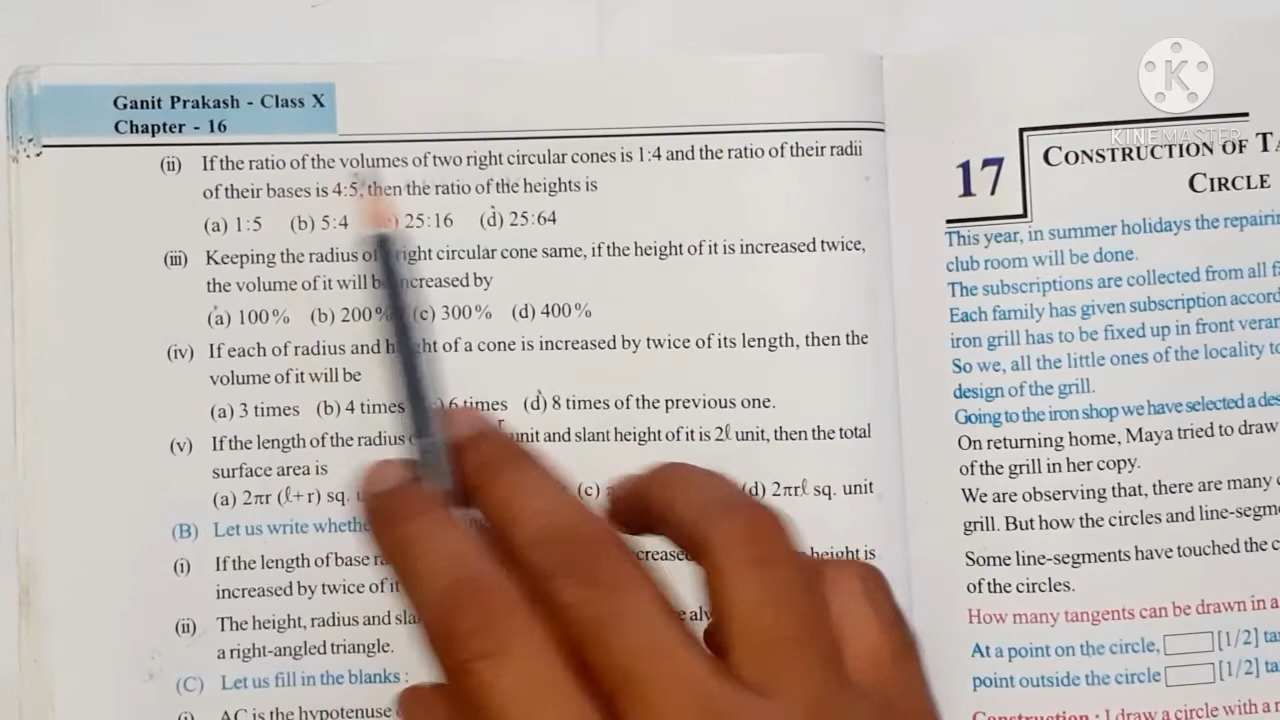 Ganit Prakash - Class X
Chapter - 16
(ii) If the ratio of the volumes of two right circular cones is 1:4 and the ratio of their radii
of their bases is 4:5, then the ratio of the heights is
(a) 1:5 (b) 5:4 25:16 (d) 25:64
(iii) Keeping the radius of right circular cone same, if the height of it is increased twice,
the volume of it will be increased by
(a) 100% (b) 200% (c) 300% (d) 400%
(iv) If each of radius and height of a cone is increased by twice of its length, then the
volume of it will be
(a) 3 times (b) 4 times 6 times (d) 8 times of the previous one.
(v) If the length of the radius unit and slant height of it is 2ℓ unit, then the total
surface area is
(a) 2πr (ℓ+r) sq. (c) (d) 2πrℓ sq. unit
(B) Let us write
(i) If the length of base height is
increased by twice of
(ii) The height, radius and
a right-angled triangle.
(C) Let us fill in the blanks :
(i) AC is the hypotenuse
KINEMASTER
17 CONSTRUCTION OF
CIRCLE
This year, in summer holidays the
club room will be done.
The subscriptions are collected from all
Each family has given subscription
iron grill has to be fixed up in front
So we, all the little ones of the locality
design of the grill.
Going to the iron shop we have selected a
On returning home, Maya tried to draw
of the grill in her copy.
We are observing that, there are many
grill. But how the circles and
Some line-segments have touched the
of the circles.
How many tangents can be drawn in a
At a point on the circle, [1/2]
point outside the circle [1/2]
Construction : I draw a circle with a